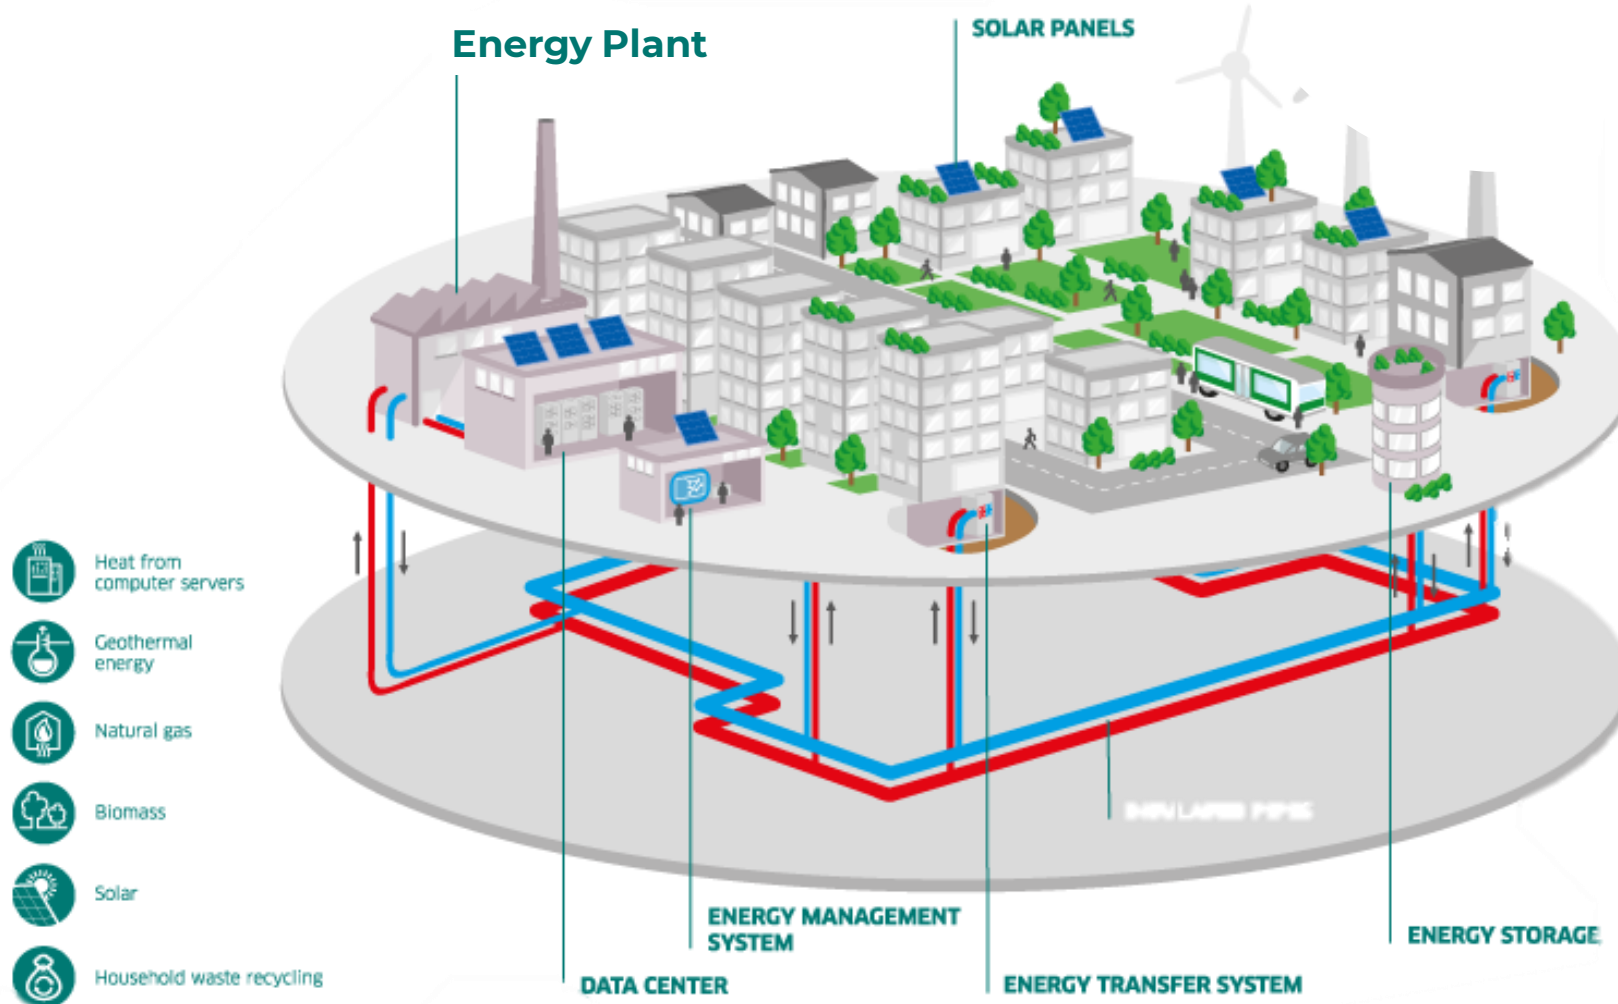 Energy Plant
SOLAR PANELS
Heat from
computer servers
Geothermal
energy
Natural gas
Biomass
Solar
Household waste recycling
ENERGY MANAGEMENT
SYSTEM
DATA CENTER
ENERGY TRANSFER SYSTEM
ENERGY STORAGE